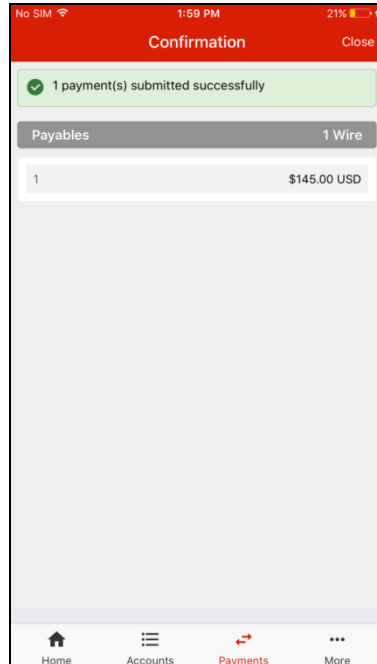 No SIM 1:59 PM 21%
Confirmation Close
1 payment(s) submitted successfully
Payables 1 Wire
1 $145.00 USD
Home Accounts Payments More